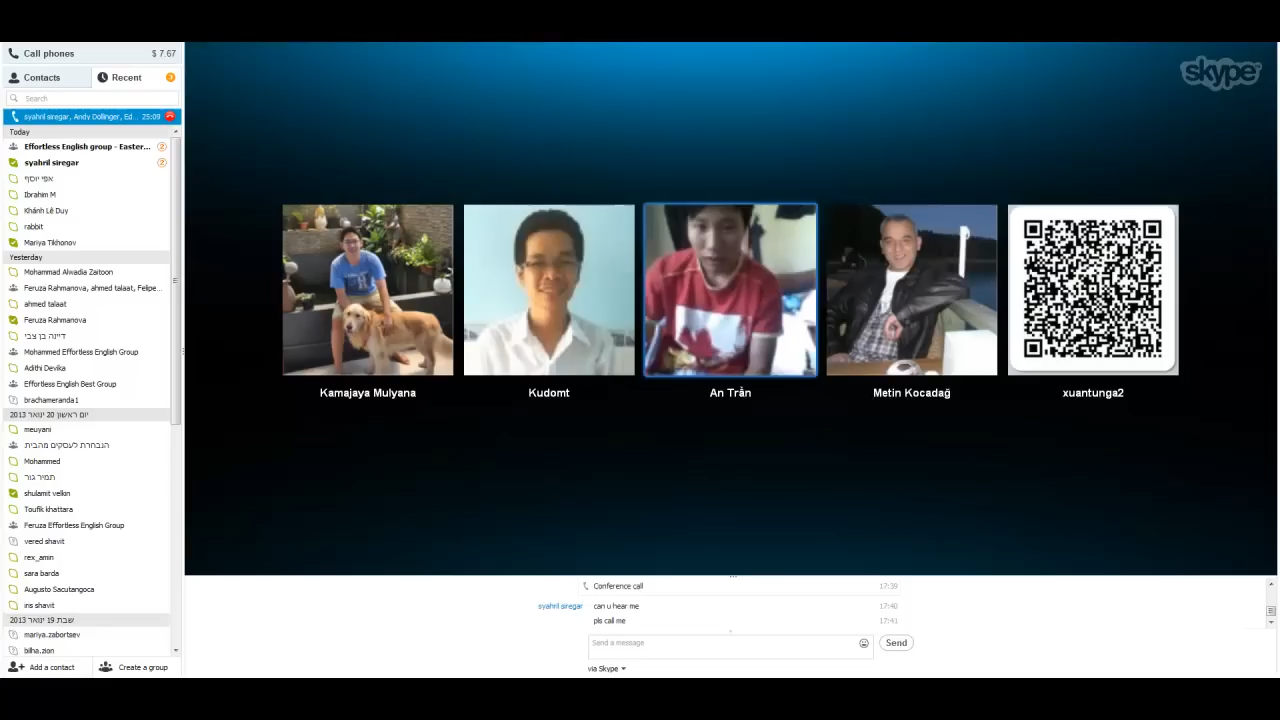 Call phones $ 7.67
Contacts Recent
Search
syahril siregar, Andy Dollinger, Ed... 25:09
Today
Effortless English group - Easter... 2
syahril siregar 2
אפי יוסף
Ibrahim M
Khánh Lê Duy
rabbit
Mariya Tikhonov
Yesterday
Mohammed Alwadia Zaitoon
Feruza Rahmanova, ahmed talaat, Felipe...
ahmed talaat
Feruza Rahmanova
דיינה בן צבי
Mohammed Effortless English Group
Adithi Devika
Effortless English Best Group
brachameranda1
יום ראשון 20 ינואר 2013
meuyani
הנבחרת לעסקים מהבית
Mohammed
תמיר גור
shulamit velkin
Toufik khattara
Feruza Effortless English Group
vered shavit
rex_amin
sara barda
Augusto Sacutangoca
iris shavit
שבת 19 ינואר 2013
mariya.zabortsev
bilha.zion
Add a contact Create a group
skype
Kamajaya Mulyana Kudomt An Trần Metin Kocadağ xuantunga2
Conference call 17:39
syahril siregar can u hear me 17:40
pls call me 17:41
Send a message Send
via Skype